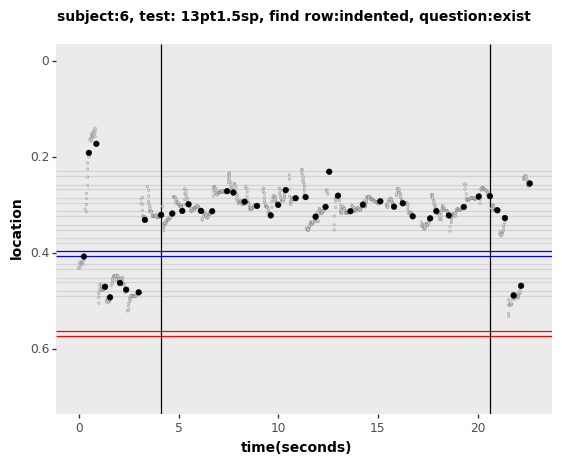 subject:6, test: 13pt1.5sp, find row:indented, question:exist
0
0.2
0.4
0.6
location
0 5 10 15 20
time(seconds)